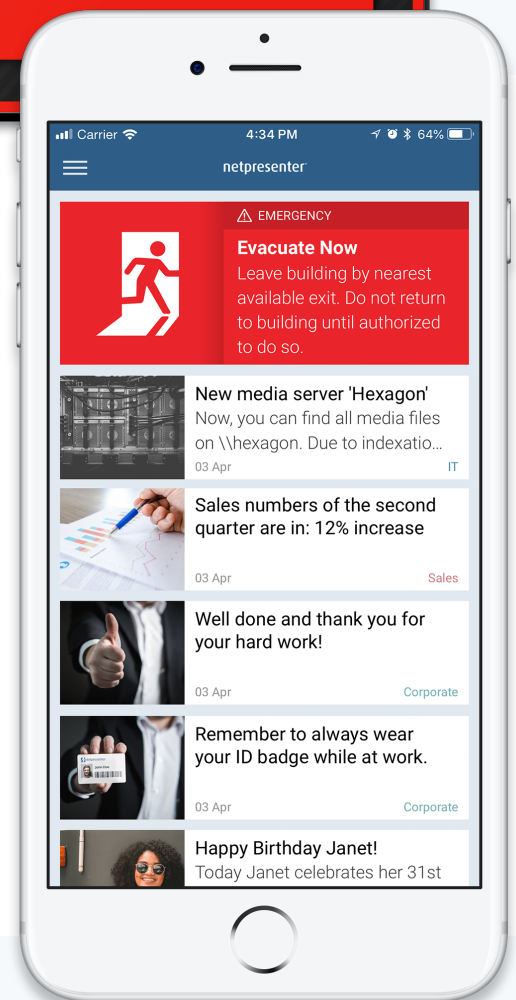 Carrier
4:34 PM
64%
netpresenter
EMERGENCY
Evacuate Now
Leave building by nearest
available exit. Do not return
to building until authorized
to do so.
New media server 'Hexagon'
Now, you can find all media files
on \\hexagon. Due to indexatio...
03 Apr
IT
Sales numbers of the second
quarter are in: 12% increase
03 Apr
Sales
Well done and thank you for
your hard work!
03 Apr
Corporate
netpresenter
John Doe
Remember to always wear
your ID badge while at work.
03 Apr
Corporate
Happy Birthday Janet!
Today Janet celebrates her 31st